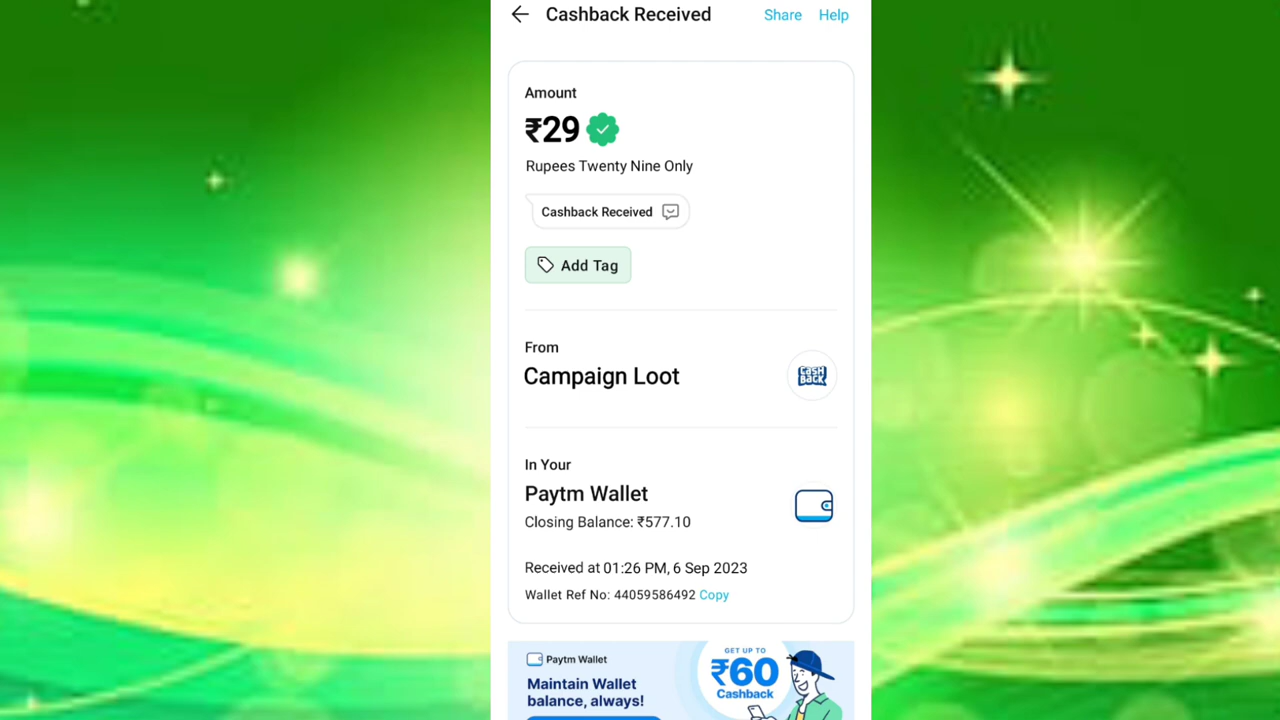 Cashback Received
Share
Help
Amount
₹29
Rupees Twenty Nine Only
Cashback Received
Add Tag
From
Campaign Loot
CASH
BACK
In Your
Paytm Wallet
Closing Balance: ₹577.10
Received at 01:26 PM, 6 Sep 2023
Wallet Ref No: 44059586492 Copy
Paytm Wallet
Maintain Wallet
balance, always!
GET UP TO
₹60
Cashback